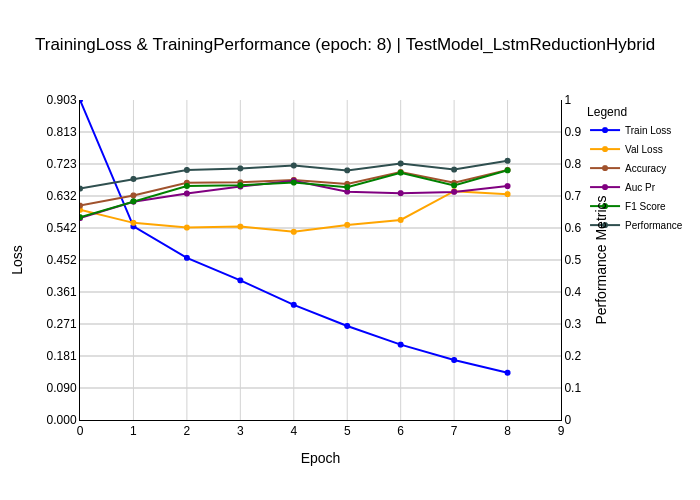 TrainingLoss & TrainingPerformance (epoch: 8) | TestModel_LstmReductionHybrid
0.903
0.813
0.723
0.632
0.542
0.452
0.361
0.271
0.181
0.090
0.000
Loss
0 1 2 3 4 5 6 7 8 9
Epoch
1
0.9
0.8
0.7
0.6
0.5
0.4
0.3
0.2
0.1
0
Performance Metrics
Legend
Train Loss
Val Loss
Accuracy
Auc Pr
F1 Score
Performance